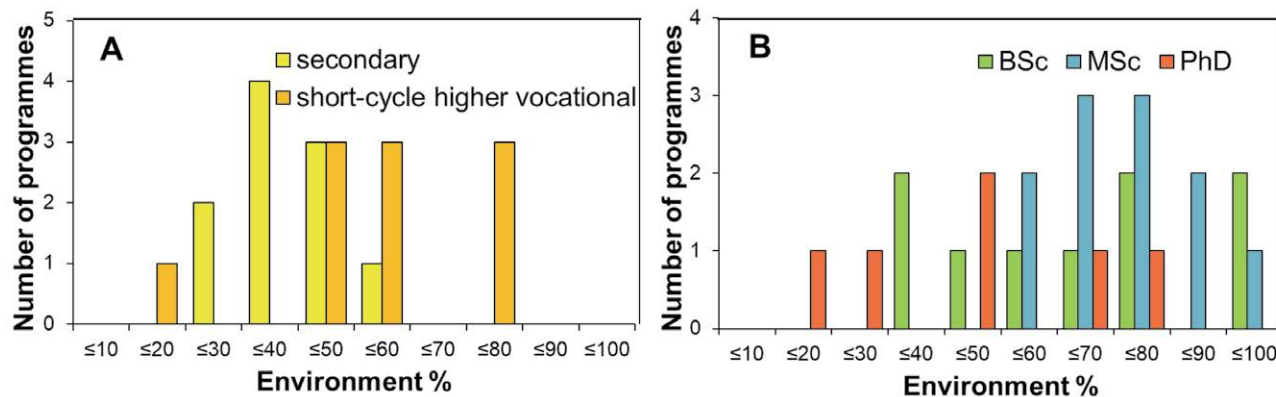 A
secondary
short-cycle higher vocational
Number of programmes
5
4
3
2
1
0
≤10 ≤20 ≤30 ≤40 ≤50 ≤60 ≤70 ≤80 ≤90 ≤100
Environment %
B
BSc MSc PhD
Number of programmes
4
3
2
1
0
≤10 ≤20 ≤30 ≤40 ≤50 ≤60 ≤70 ≤80 ≤90 ≤100
Environment %